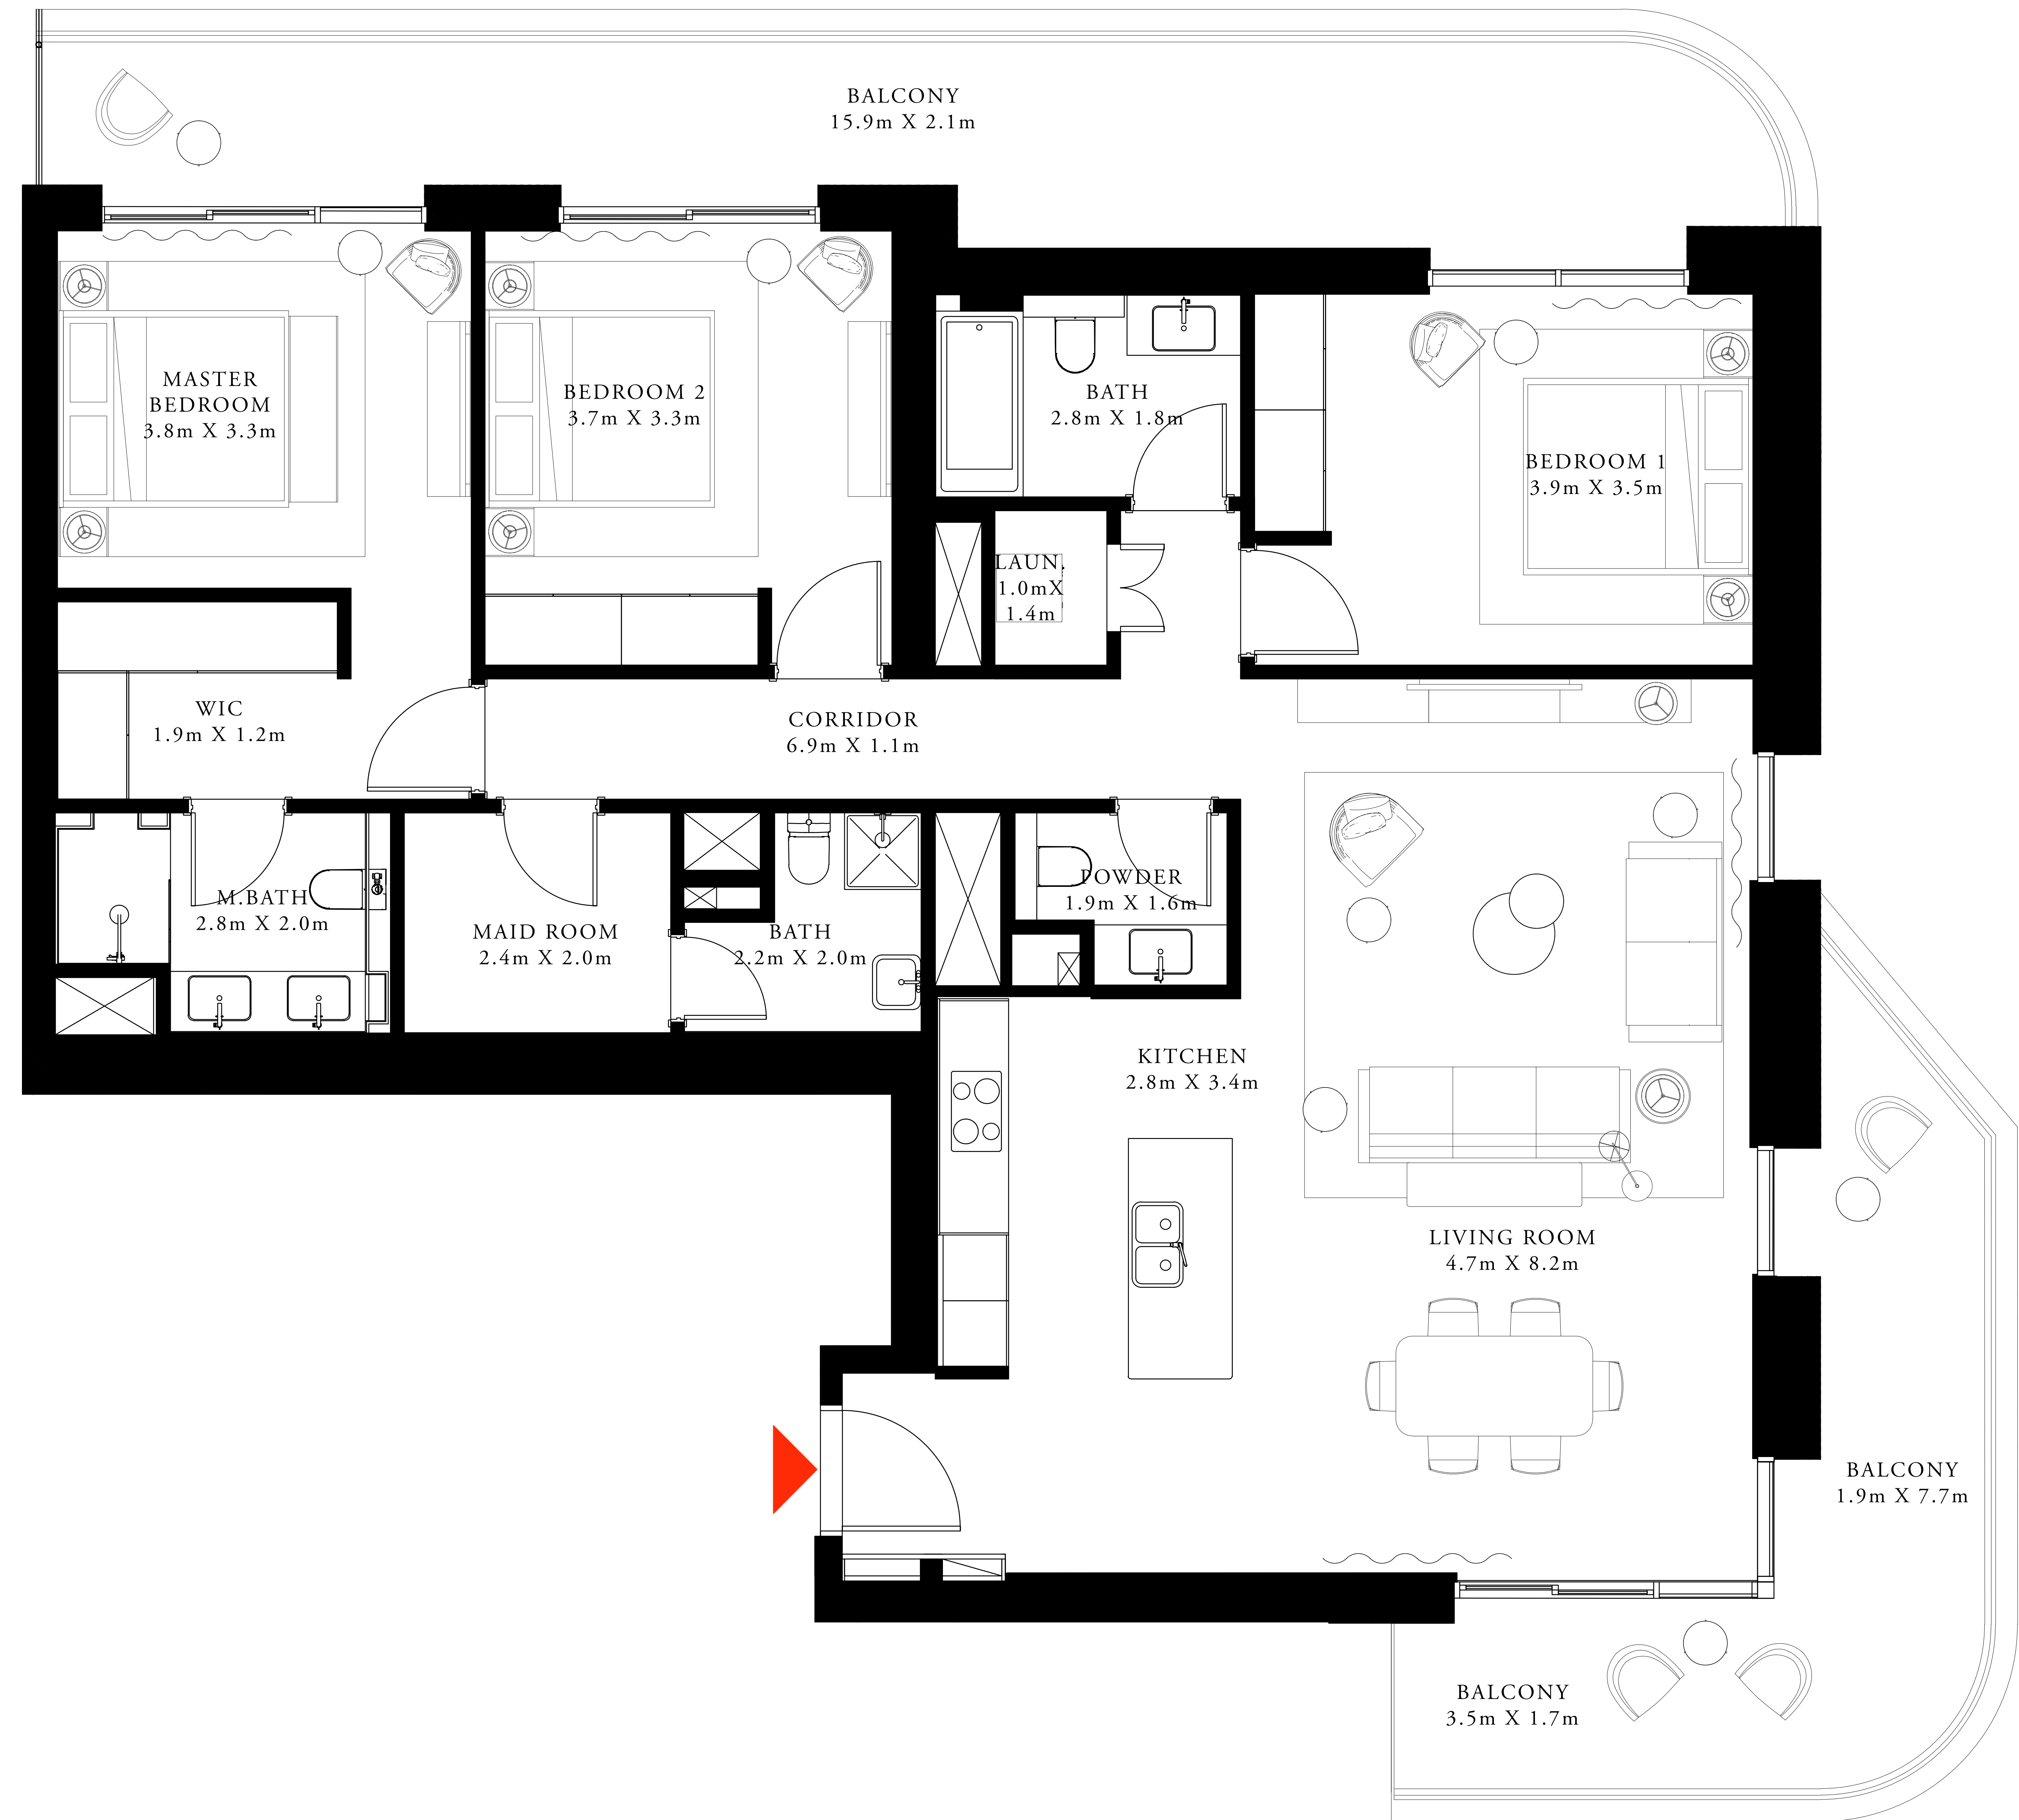 BALCONY
15.9m X 2.1m
MASTER
BEDROOM
3.8m X 3.3m
BEDROOM 2
3.7m X 3.3m
BATH
2.8m X 1.8m
BEDROOM 1
3.9m X 3.5m
LAUN.
1.0mX
1.4m
WIC
1.9m X 1.2m
CORRIDOR
6.9m X 1.1m
M.BATH
2.8m X 2.0m
MAID ROOM
2.4m X 2.0m
BATH
2.2m X 2.0m
POWDER
1.9m X 1.6m
KITCHEN
2.8m X 3.4m
LIVING ROOM
4.7m X 8.2m
BALCONY
1.9m X 7.7m
BALCONY
3.5m X 1.7m